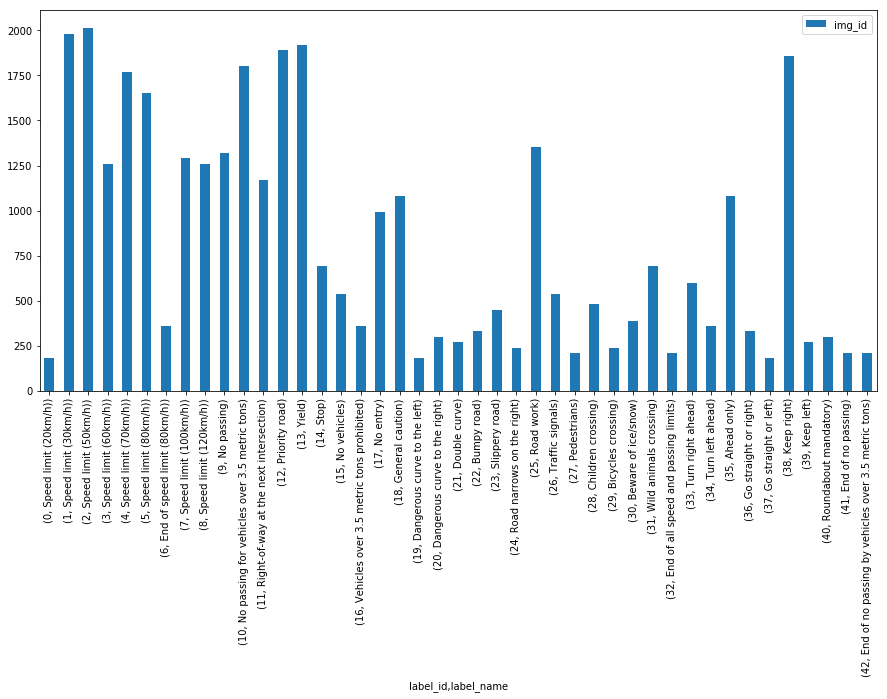 img_id
2000
1750
1500
1250
1000
750
500
250
0
(0, Speed limit (20km/h))
(1, Speed limit (30km/h))
(2, Speed limit (50km/h))
(3, Speed limit (60km/h))
(4, Speed limit (70km/h))
(5, Speed limit (80km/h))
(6, End of speed limit (80km/h))
(7, Speed limit (100km/h))
(8, Speed limit (120km/h))
(9, No passing)
(10, No passing for vehicles over 3.5 metric tons)
(11, Right-of-way at the next intersection)
(12, Priority road)
(13, Yield)
(14, Stop)
(15, No vehicles)
(16, Vehicles over 3.5 metric tons prohibited)
(17, No entry)
(18, General caution)
(19, Dangerous curve to the left)
(20, Dangerous curve to the right)
(21, Double curve)
(22, Bumpy road)
(23, Slippery road)
(24, Road narrows on the right)
(25, Road work)
(26, Traffic signals)
(27, Pedestrians)
(28, Children crossing)
(29, Bicycles crossing)
(30, Beware of ice/snow)
(31, Wild animals crossing)
(32, End of all speed and passing limits)
(33, Turn right ahead)
(34, Turn left ahead)
(35, Ahead only)
(36, Go straight or right)
(37, Go straight or left)
(38, Keep right)
(39, Keep left)
(40, Roundabout mandatory)
(41, End of no passing)
(42, End of no passing by vehicles over 3.5 metric tons)
label_id,label_name